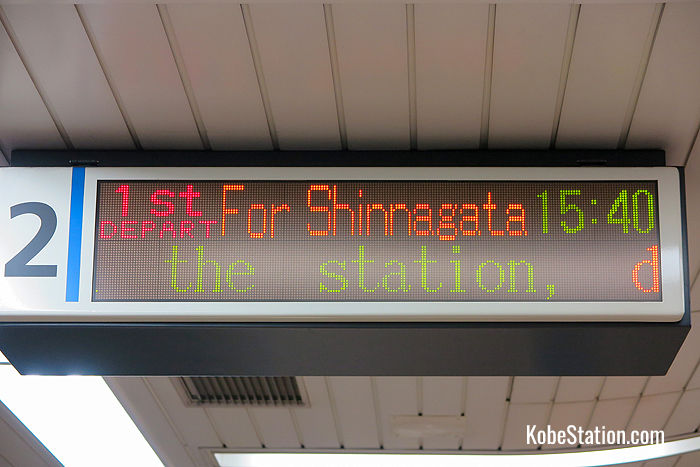 2
1st DEPART For Shinnagata 15:40
the station, d
KobeStation.com